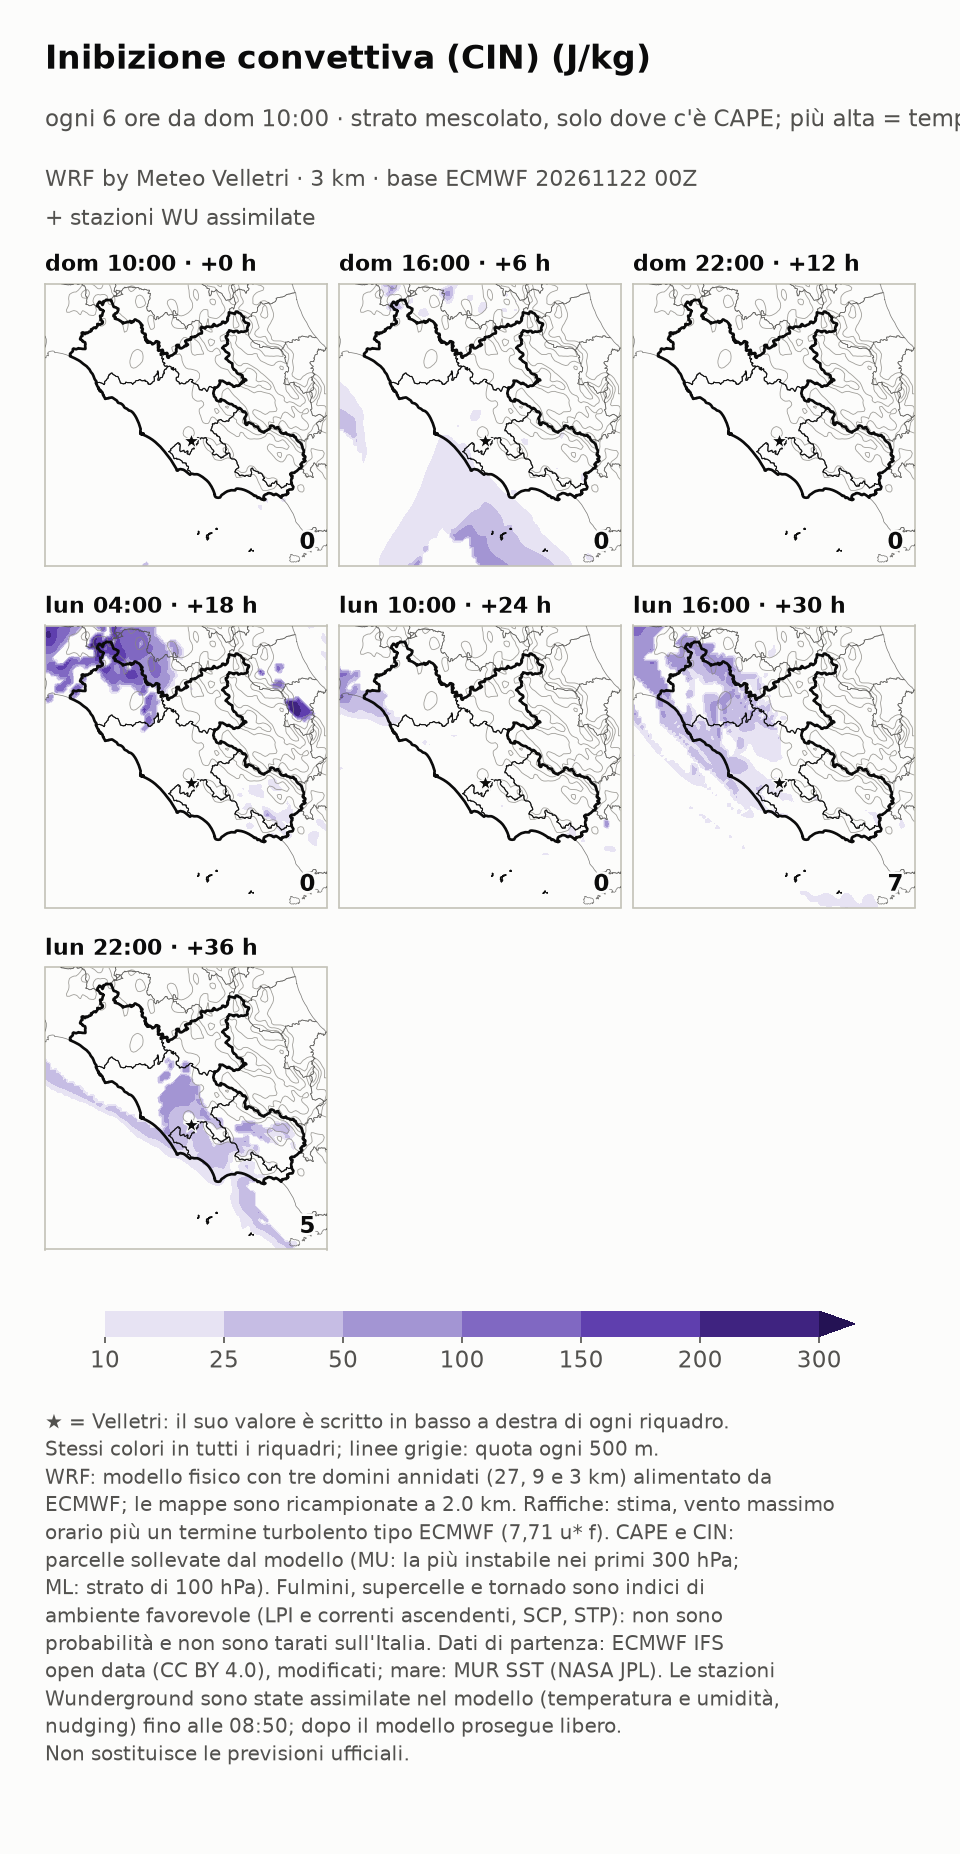 Inibizione convettiva (CIN) (J/kg)
ogni 6 ore da dom 10:00 · strato mescolato, solo dove c'è CAPE; più alta = temp
WRF by Meteo Velletri · 3 km · base ECMWF 20261122 00Z
+ stazioni WU assimilate
dom 10:00 · +0 h
dom 16:00 · +6 h
dom 22:00 · +12 h
0
0
0
lun 04:00 · +18 h
lun 10:00 · +24 h
lun 16:00 · +30 h
0
0
7
lun 22:00 · +36 h
5
10 25 50 100 150 200 300
★ = Velletri: il suo valore è scritto in basso a destra di ogni riquadro.
Stessi colori in tutti i riquadri; linee grigie: quota ogni 500 m.
WRF: modello fisico con tre domini annidati (27, 9 e 3 km) alimentato da
ECMWF; le mappe sono ricampionate a 2.0 km. Raffiche: stima, vento massimo
orario più un termine turbolento tipo ECMWF (7,71 u* f). CAPE e CIN:
parcelle sollevate dal modello (MU: la più instabile nei primi 300 hPa;
ML: strato di 100 hPa). Fulmini, supercelle e tornado sono indici di
ambiente favorevole (LPI e correnti ascendenti, SCP, STP): non sono
probabilità e non sono tarati sull'Italia. Dati di partenza: ECMWF IFS
open data (CC BY 4.0), modificati; mare: MUR SST (NASA JPL). Le stazioni
Wunderground sono state assimilate nel modello (temperatura e umidità,
nudging) fino alle 08:50; dopo il modello prosegue libero.
Non sostituisce le previsioni ufficiali.